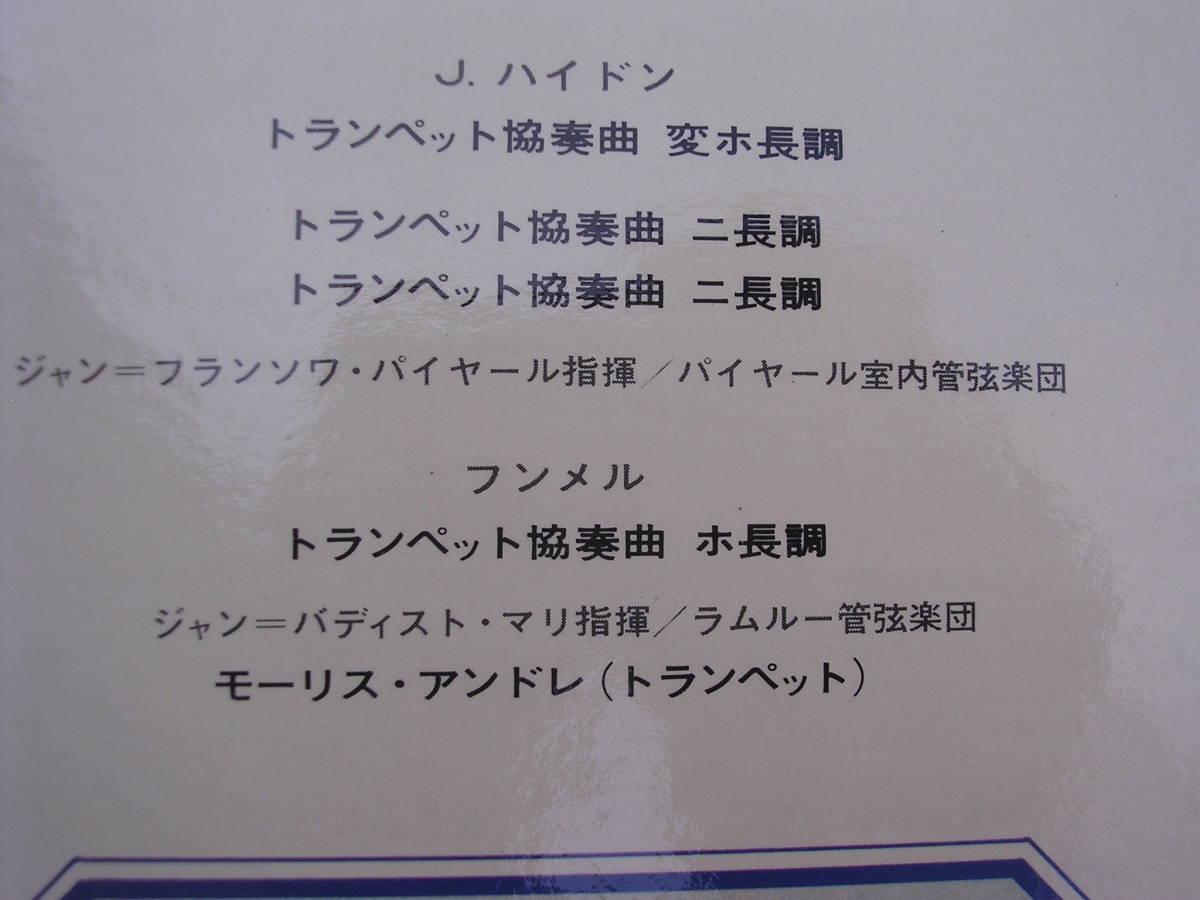 J. ハイドン
トランペット協奏曲 変ホ長調
トランペット協奏曲 ニ長調
トランペット協奏曲 ニ長調
ジャン＝フランソワ・パイヤール指揮／パイヤール室内管弦楽団
フンメル
トランペット協奏曲 ホ長調
ジャン＝バディスト・マリ指揮／ラムルー管弦楽団
モーリス・アンドレ（トランペット）